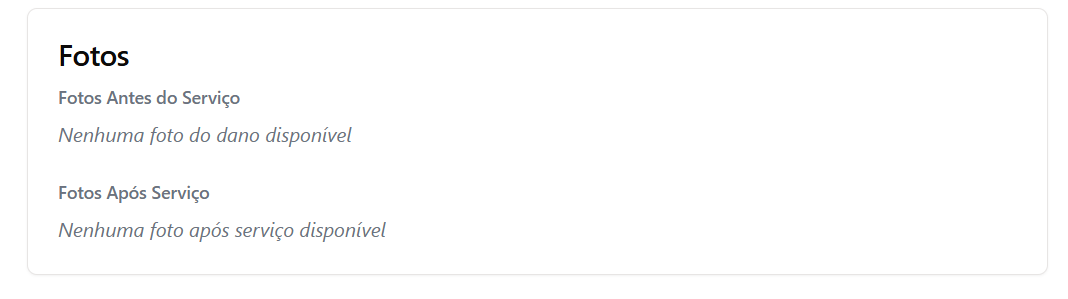 Fotos
Fotos Antes do Serviço
Nenhuma foto do dano disponível
Fotos Após Serviço
Nenhuma foto após serviço disponível